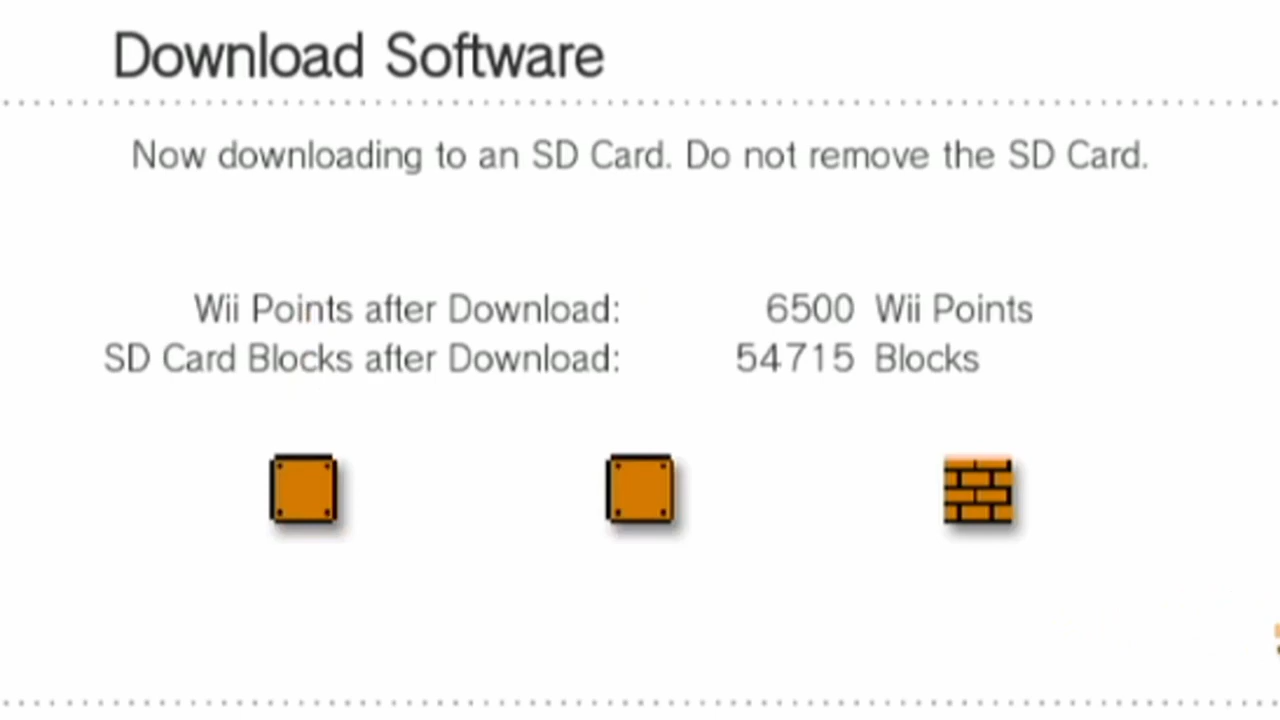 Download Software
Now downloading to an SD Card. Do not remove the SD Card.
Wii Points after Download: 6500 Wii Points
SD Card Blocks after Download: 54715 Blocks